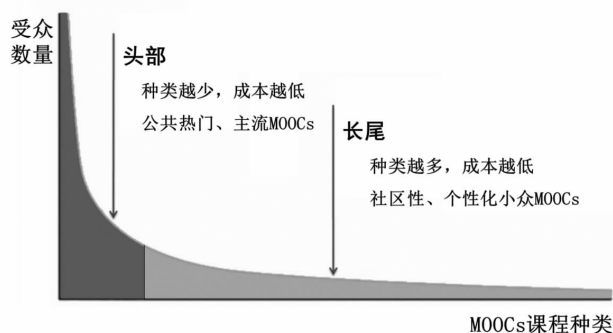 受众
数量
头部
种类越少，成本越低
公共热门、主流MOOCs
长尾
种类越多，成本越低
社区性、个性化小众MOOCs
MOOCs课程种类